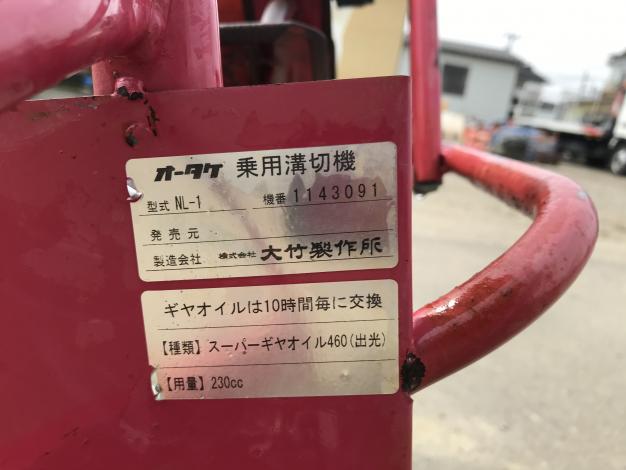 オータケ 乗用溝切機
型式 NL-1 機番 1143091
発売元
製造会社 株式会社 大竹製作所
ギヤオイルは10時間毎に交換
【種類】スーパーギヤオイル460(出光)
【用量】230cc